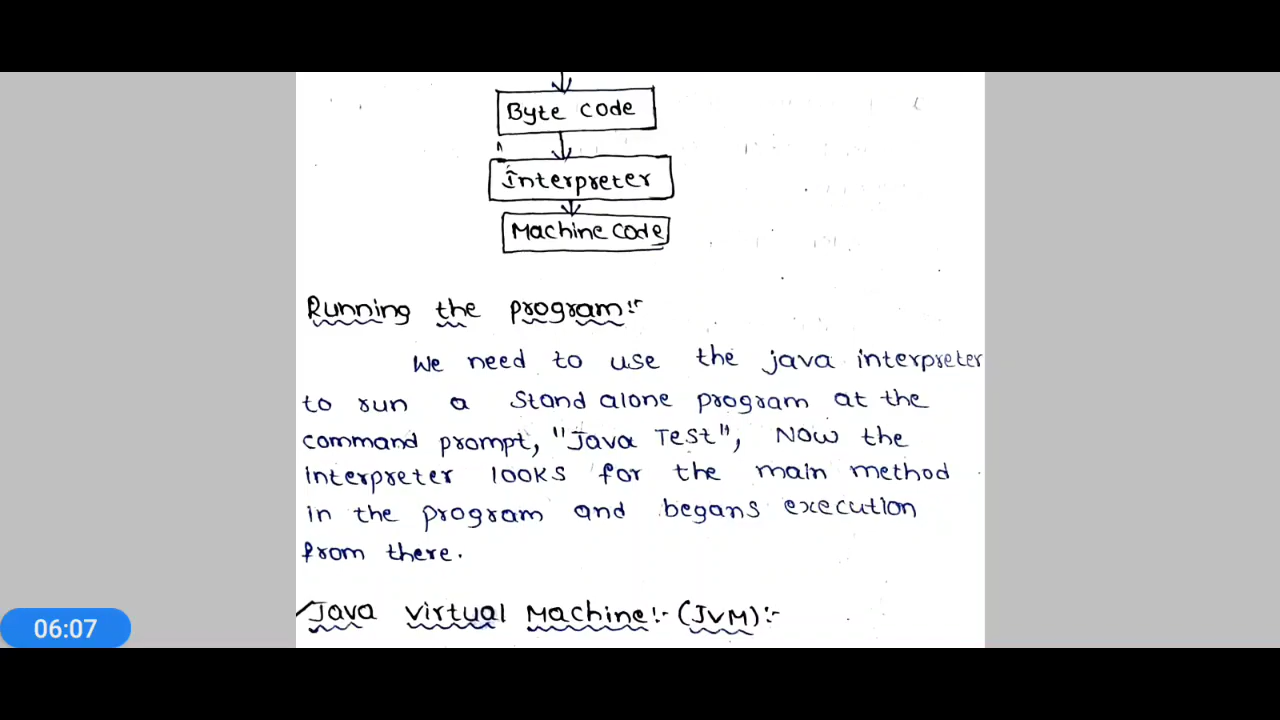 Byte code
Interpreter
Machine code
Running the program:-
We need to use the java interpreter
to run a stand alone program at the
command prompt, "Java Test", Now the
interpreter looks for the main method
in the program and begans execution
from there.
Java virtual Machine:- (JVM):-
06:07